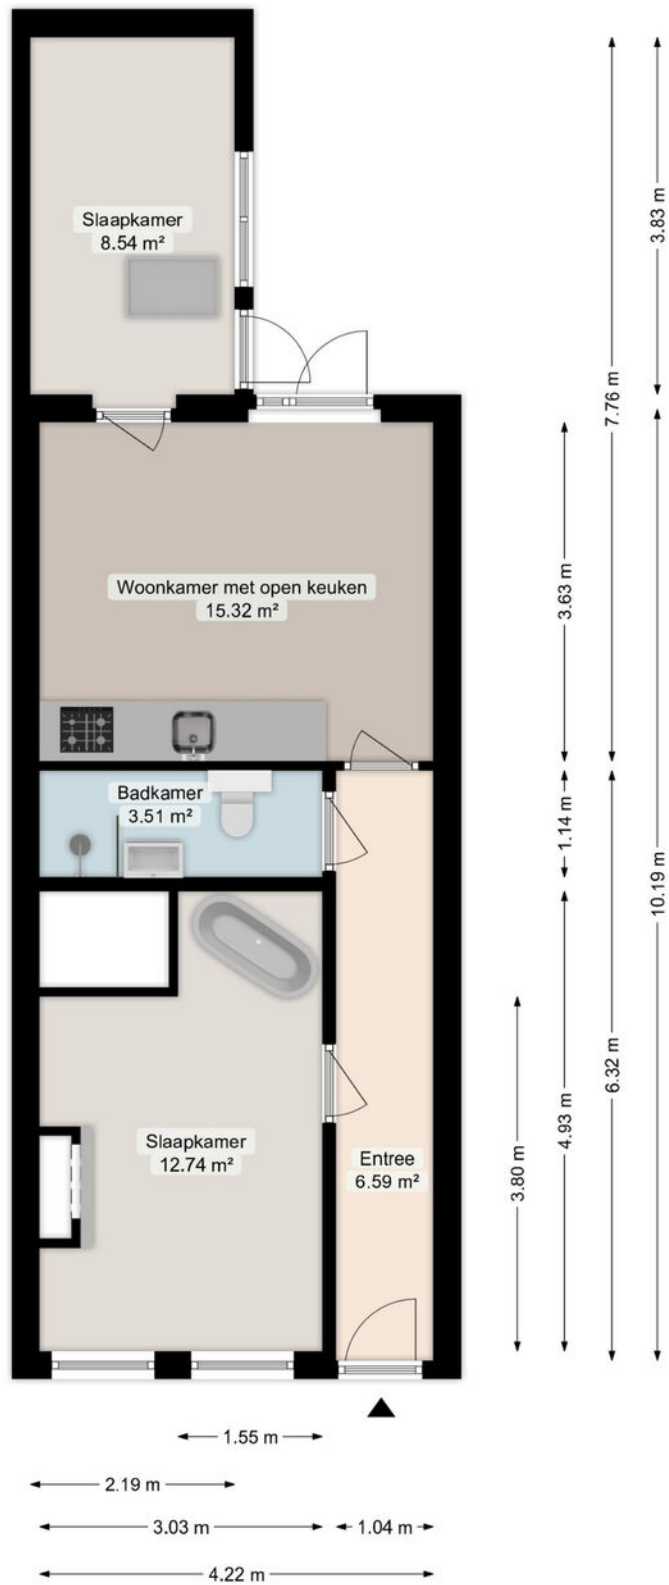 Slaapkamer
8.54 m²
Woonkamer met open keuken
15.32 m²
Badkamer
3.51 m²
Slaapkamer
12.74 m²
Entree
6.59 m²
3.83 m
7.76 m
3.63 m
1.14 m
10.19 m
6.32 m
4.93 m
3.80 m
1.55 m
2.19 m
3.03 m
1.04 m
4.22 m